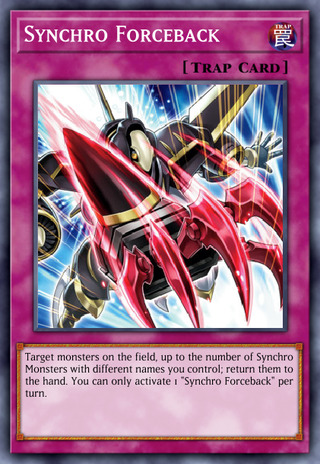 Synchro Forceback
TRAP
罠
[Trap Card]
Target monsters on the field, up to the number of Synchro
Monsters with different names you control; return them to
the hand. You can only activate 1 "Synchro Forceback" per
turn.